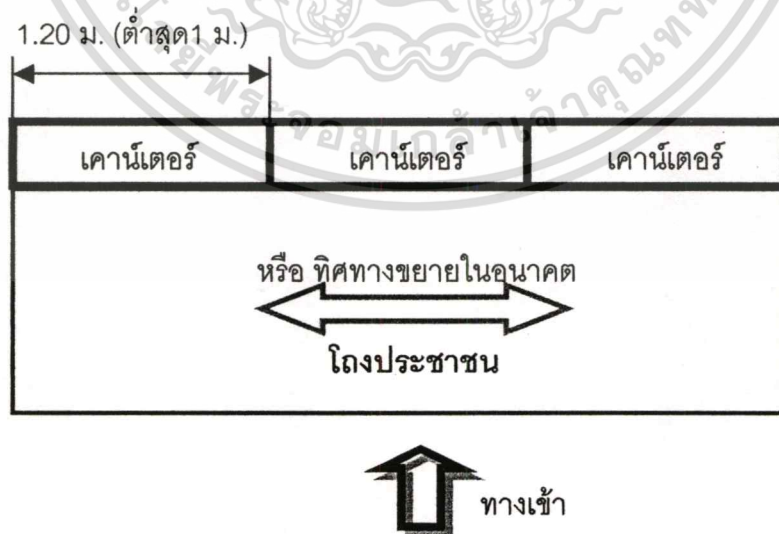 1.20 ม. (ต่ำสุด1 ม.)
เคาน์เตอร์ เคาน์เตอร์ เคาน์เตอร์
หรือ ทิศทางขยายในอนาคต
โถงประชาชน
ทางเข้า